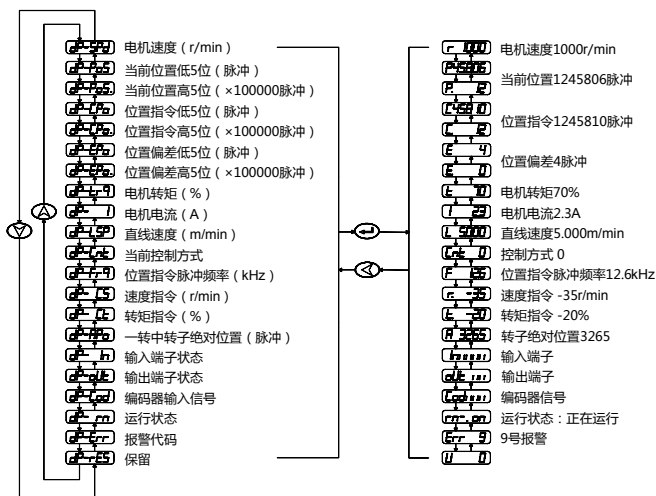 dP-SPd 电机速度（r/min）
dP-PoS 当前位置低5位（脉冲）
dP-PoS. 当前位置高5位（×100000脉冲）
dP-CPo 位置指令低5位（脉冲）
dP-CPo. 位置指令高5位（×100000脉冲）
dP-EPo 位置偏差低5位（脉冲）
dP-EPo. 位置偏差高5位（×100000脉冲）
dP-trq 电机转矩（%）
dP- I 电机电流（A）
dP-LSP 直线速度（m/min）
dP-Cnt 当前控制方式
dP-Frq 位置指令脉冲频率（kHz）
dP- CS 速度指令（r/min）
dP- Ct 转矩指令（%）
dP-APo 一转中转子绝对位置（脉冲）
dP- In 输入端子状态
dP-oUt 输出端子状态
dP-Cod 编码器输入信号
dP- rn 运行状态
dP-Err 报警代码
dP-rES 保留
r 1000 电机速度1000r/min
P45806
P. 12
当前位置1245806脉冲
C45810
C. 12
位置指令1245810脉冲
E 4
E. 0
位置偏差4脉冲
t 70 电机转矩70%
I 2.3 电机电流2.3A
L 5.000 直线速度5.000m/min
Cnt 0 控制方式 0
F 12.6 位置指令脉冲频率12.6kHz
r. -35 速度指令 -35r/min
t. -20 转矩指令 -20%
A 3265 转子绝对位置3265
输入端子
输出端子
编码器信号
rn-on 运行状态：正在运行
Err 9 9号报警
U 0